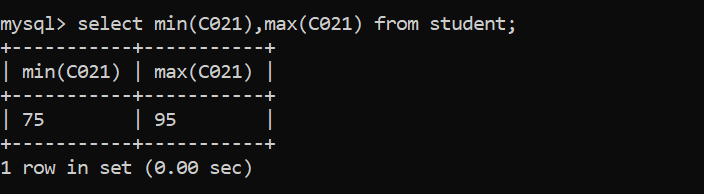 mysql> select min(C021),max(C021) from student;
+-----------+-----------+
| min(C021) | max(C021) |
+-----------+-----------+
| 75        | 95        |
+-----------+-----------+
1 row in set (0.00 sec)